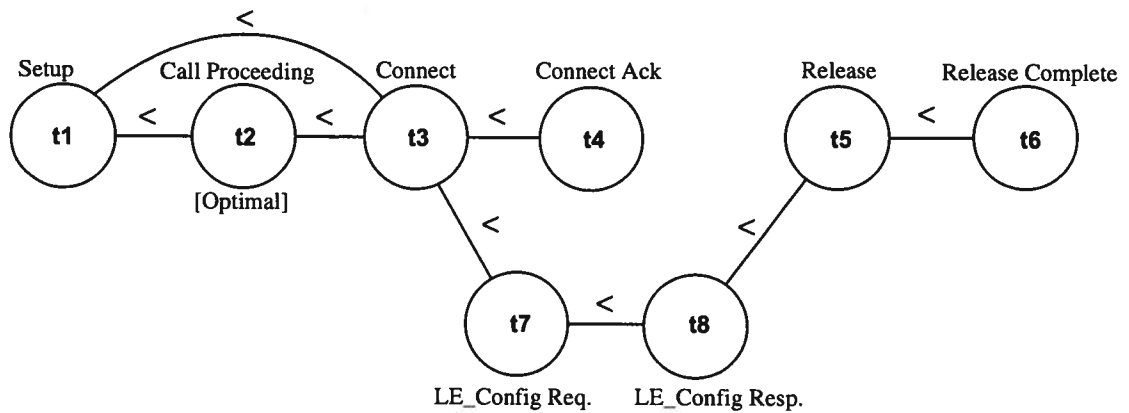 <
Setup
Call Proceeding
Connect
Connect Ack
Release
Release Complete
<
<
<
<
t1
t2
t3
t4
t5
t6
[Optimal]
<
<
<
t7
t8
LE_Config Req.
LE_Config Resp.